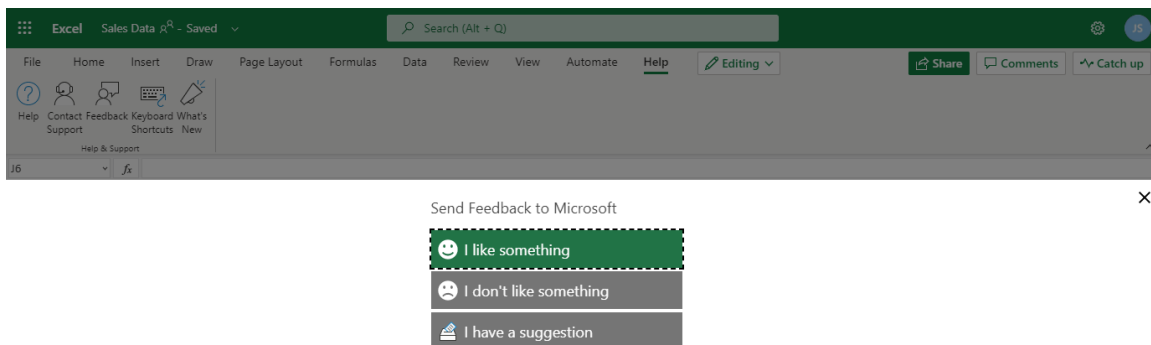 Excel Sales Data - Saved Search (Alt + Q) JS
File Home Insert Draw Page Layout Formulas Data Review View Automate Help Editing Share Comments Catch up
Help Contact Support Feedback Keyboard Shortcuts What's New
Help & Support
J6 fx
Send Feedback to Microsoft
I like something
I don't like something
I have a suggestion